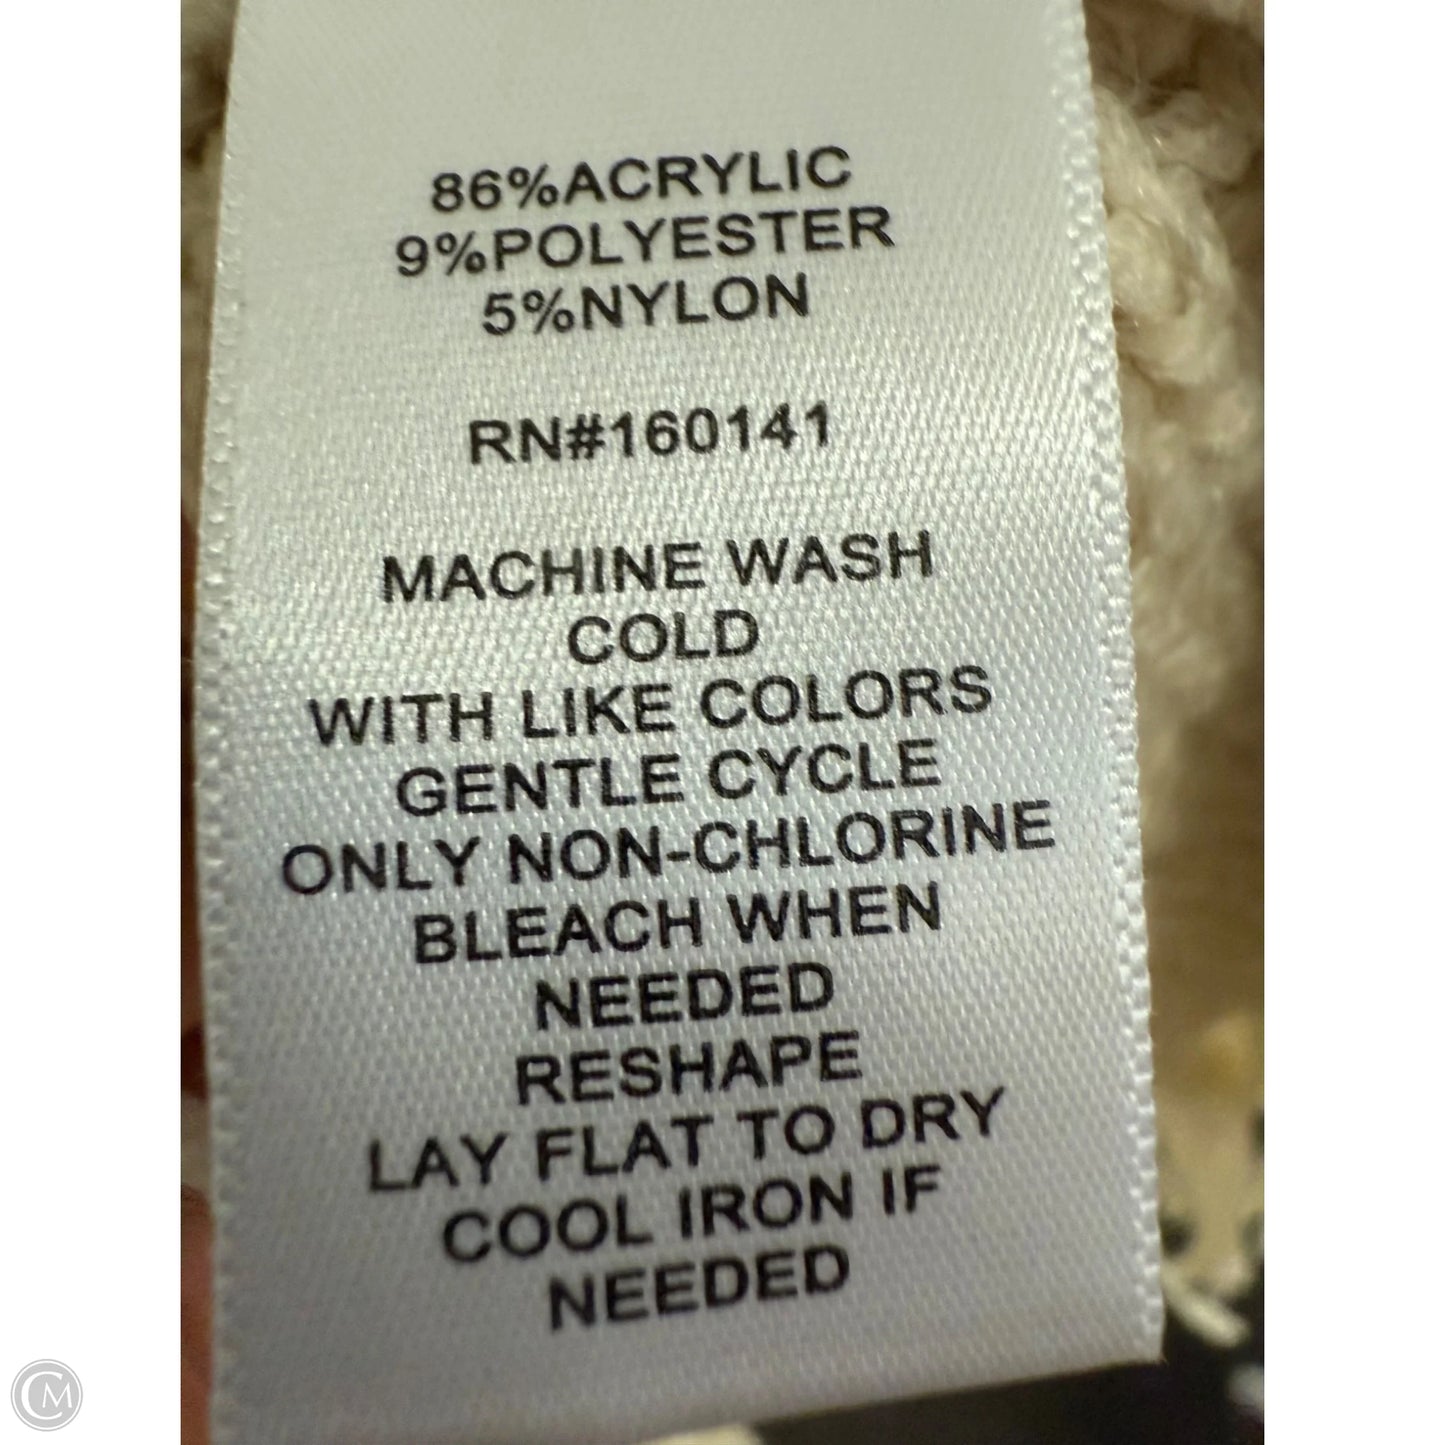 86%ACRYLIC
9%POLYESTER
5%NYLON
RN#160141
MACHINE WASH
COLD
WITH LIKE COLORS
GENTLE CYCLE
ONLY NON-CHLORINE
BLEACH WHEN
NEEDED
RESHAPE
LAY FLAT TO DRY
COOL IRON IF
NEEDED
CM